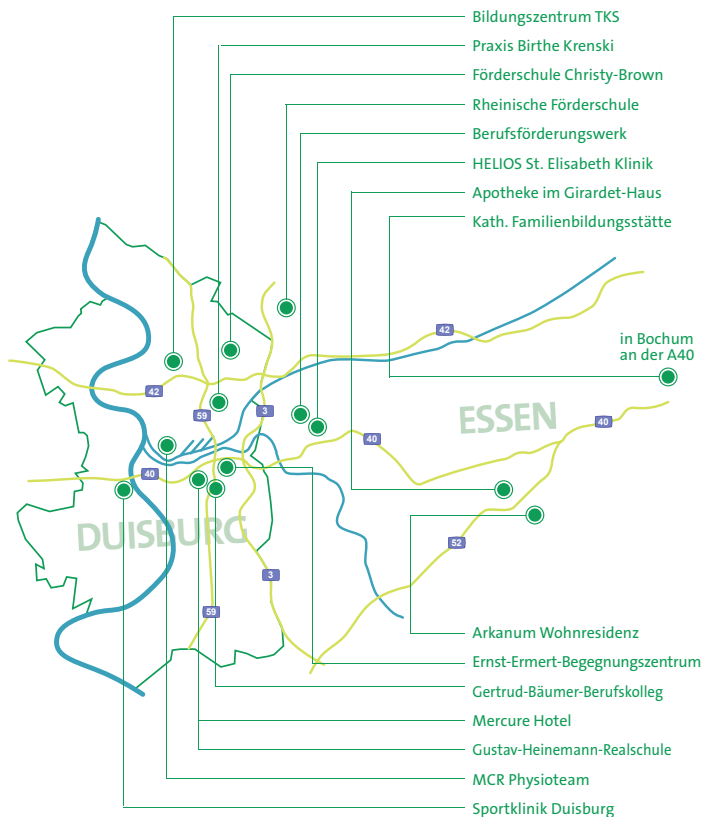 Bildungszentrum TKS
Praxis Birthe Krenski
Förderschule Christy-Brown
Rheinische Förderschule
Berufsförderungswerk
HELIOS St. Elisabeth Klinik
Apotheke im Girardet-Haus
Kath. Familienbildungsstätte
in Bochum
an der A40
42
42
59
3
ESSEN
40
40
40
DUISBURG
52
3
59
Arkanum Wohnresidenz
Ernst-Ermert-Begegnungszentrum
Gertrud-Bäumer-Berufskolleg
Mercure Hotel
Gustav-Heinemann-Realschule
MCR Physioteam
Sportklinik Duisburg